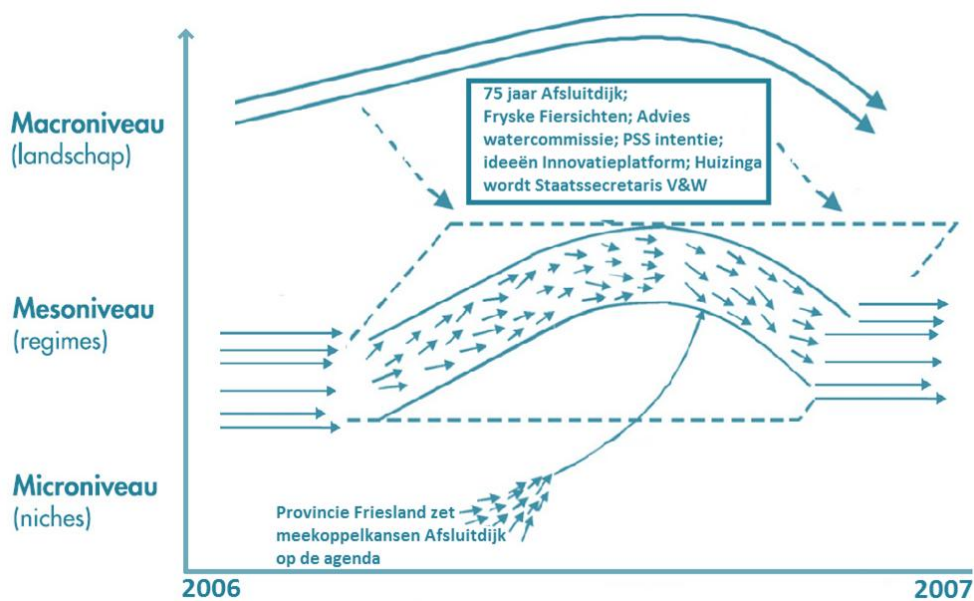 Macroniveau
(landschap)
75 jaar Afsluitdijk;
Fryske Fiersichten; Advies
watercommissie; PSS intentie;
ideeën Innovatieplatform; Huizinga
wordt Staatssecretaris V&W
Mesoniveau
(regimes)
Microniveau
(niches)
Provincie Friesland zet
meekoppelkansen Afsluitdijk
op de agenda
2006
2007